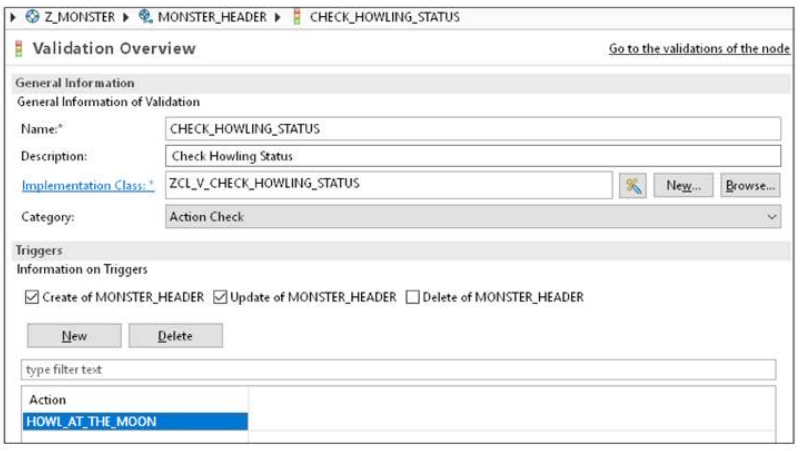 Z_MONSTER MONSTER_HEADER CHECK_HOWLING_STATUS
Validation Overview Go to the validations of the node
General Information
General Information of Validation
Name:* CHECK_HOWLING_STATUS
Description: Check Howling Status
Implementation Class: * ZCL_V_CHECK_HOWLING_STATUS New... Browse...
Category: Action Check
Triggers
Information on Triggers
Create of MONSTER_HEADER Update of MONSTER_HEADER Delete of MONSTER_HEADER
New Delete
type filter text
Action
HOWL_AT_THE_MOON